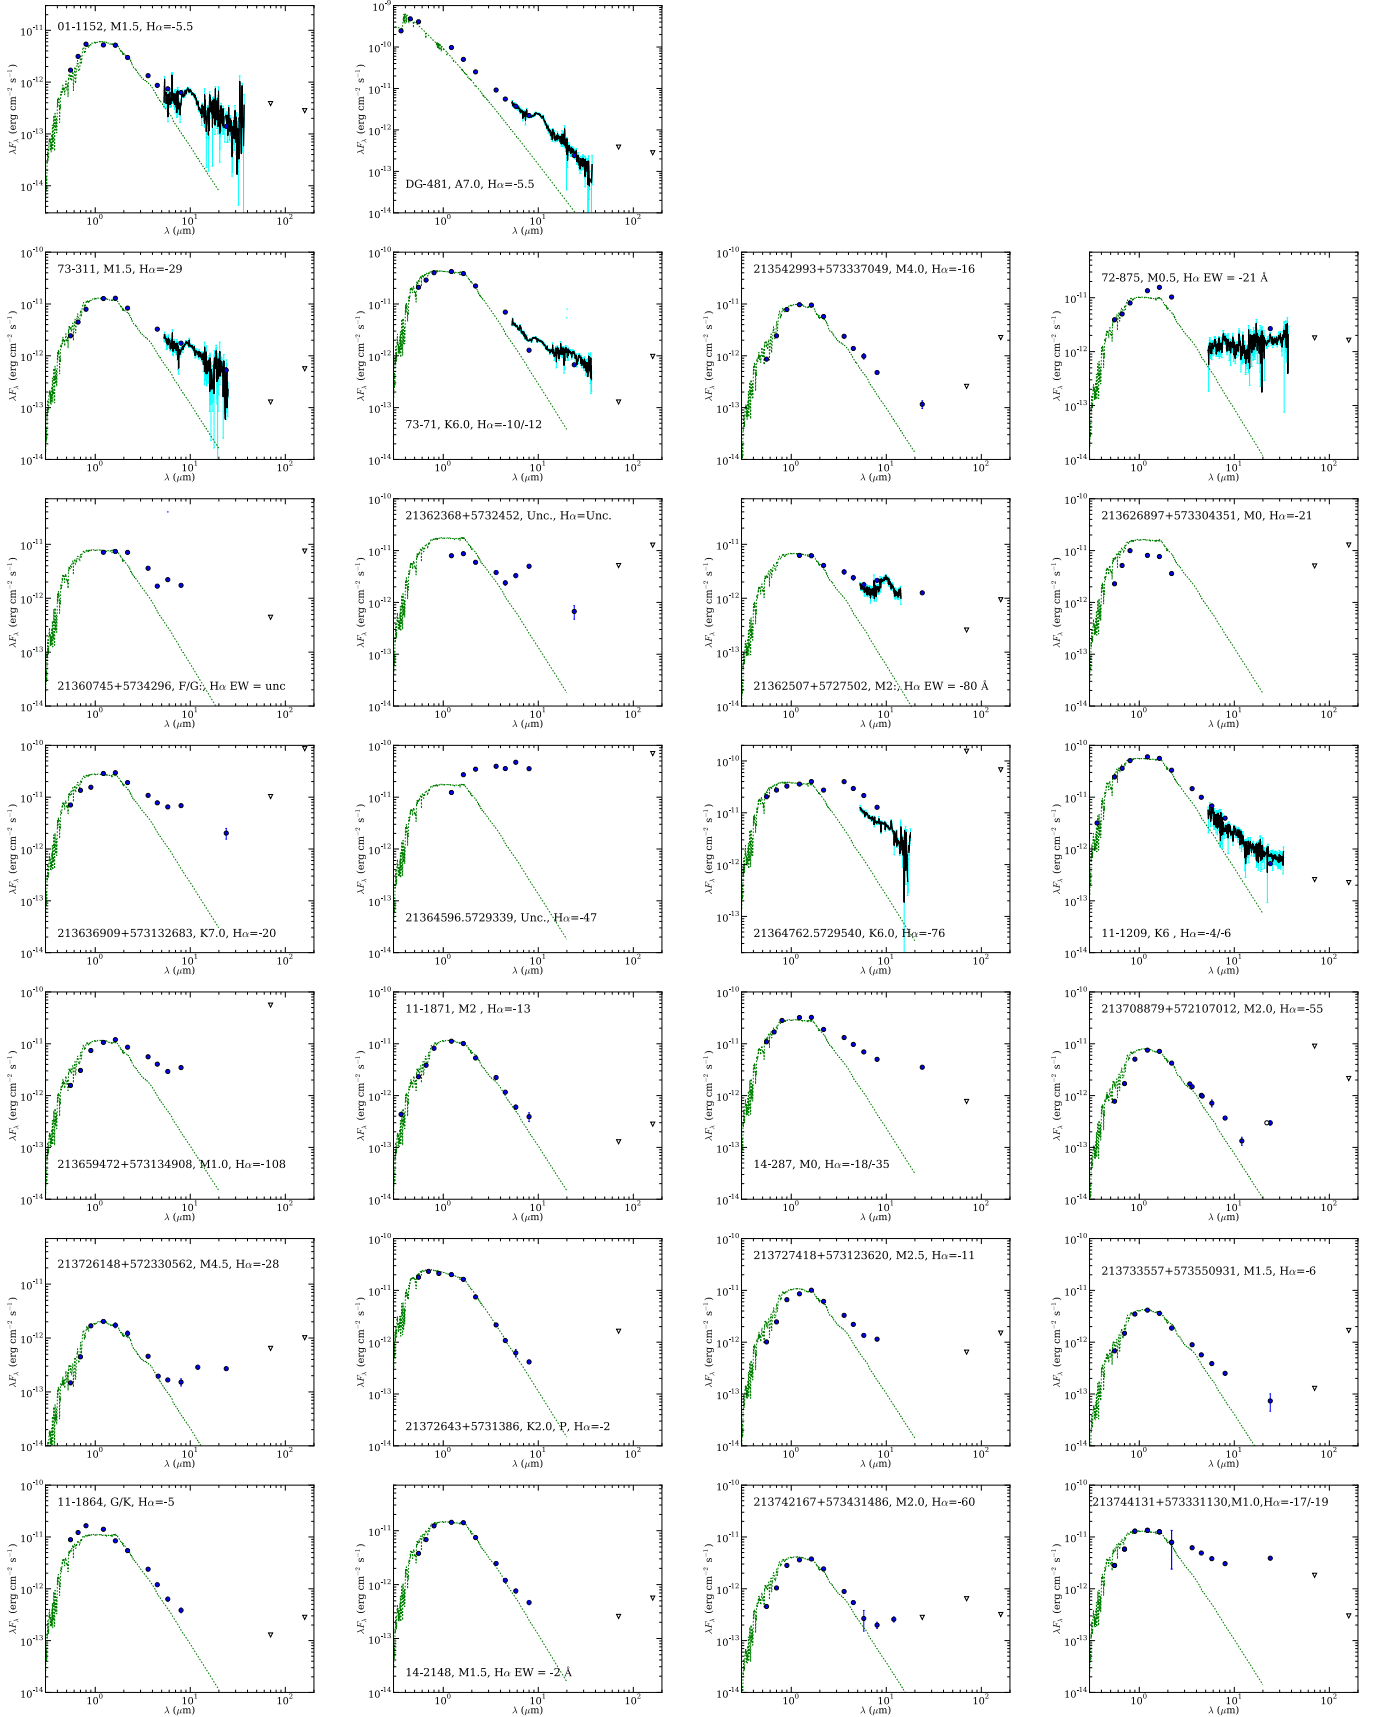 01-1152, M1.5, Hα=-5.5
DG-481, A7.0, Hα=-5.5
73-311, M1.5, Hα=-29
73-71, K6.0, Hα=-10/-12
213542993+573337049, M4.0, Hα=-16
72-875, M0.5, Hα EW = -21 Å
21360745+5734296, F/G:, Hα EW = unc
21362368+5732452, Unc., Hα=Unc.
21362507+5727502, M2:, Hα EW = -80 Å
213626897+573304351, M0, Hα=-21
213636909+573132683, K7.0, Hα=-20
21364596.5729339, Unc., Hα=-47
21364762.5729540, K6.0, Hα=-76
11-1209, K6 , Hα=-4/-6
213659472+573134908, M1.0, Hα=-108
11-1871, M2 , Hα=-13
14-287, M0, Hα=-18/-35
213708879+572107012, M2.0, Hα=-55
213726148+572330562, M4.5, Hα=-28
21372643+5731386, K2.0, P, Hα=-2
213727418+573123620, M2.5, Hα=-11
213733557+573550931, M1.5, Hα=-6
11-1864, G/K, Hα=-5
14-2148, M1.5, Hα EW = -2 Å
213742167+573431486, M2.0, Hα=-60
213744131+573331130,M1.0,Hα=-17/-19
λF_λ (erg cm⁻² s⁻¹)
λ (μm)